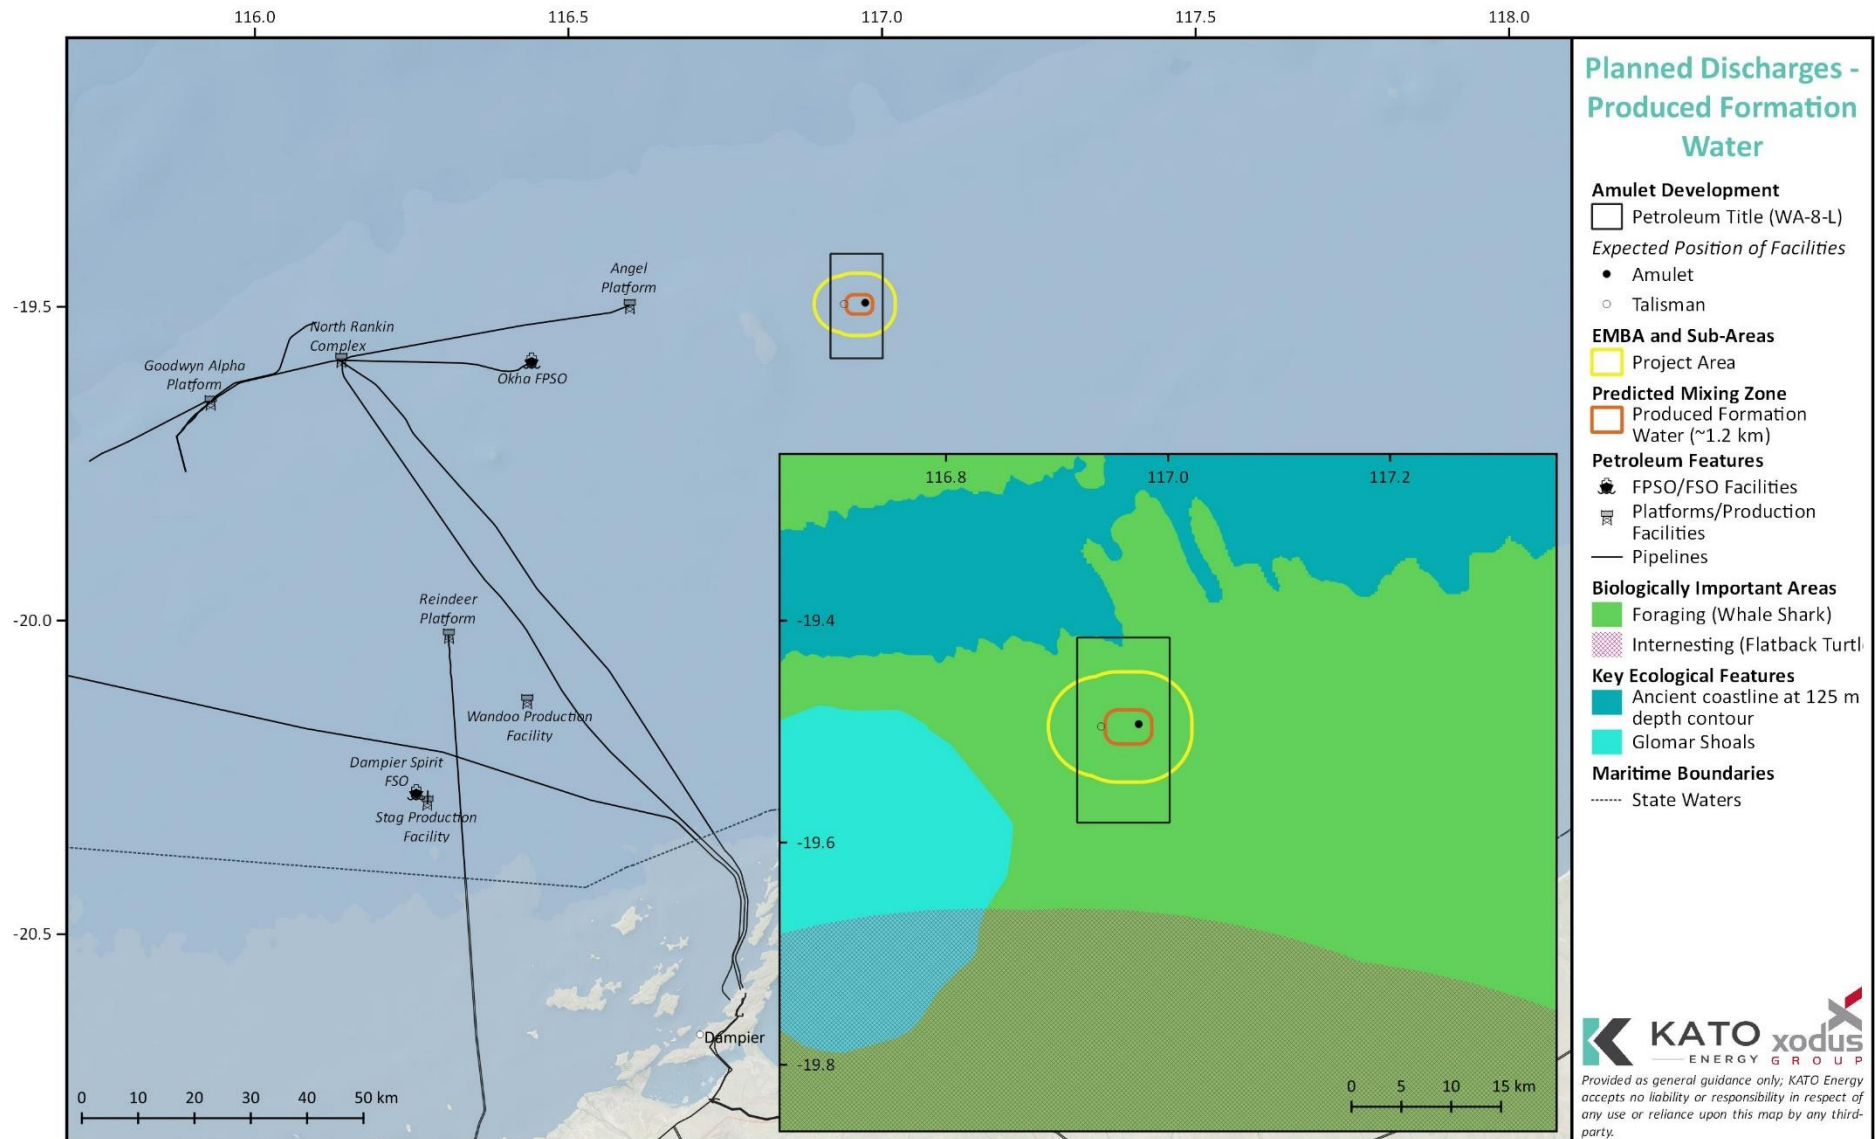 116.0 116.5 117.0 117.5 118.0
-19.5
-20.0
-20.5
Angel
Platform
North Rankin
Complex
Goodwyn Alpha
Platform
Okha FPSO
Reindeer
Platform
Wandoo Production
Facility
Dampier Spirit
FSO
Stag Production
Facility
Dampier
0 10 20 30 40 50 km
116.8 117.0 117.2
-19.4
-19.6
-19.8
0 5 10 15 km
Planned Discharges -
Produced Formation
Water
Amulet Development
Petroleum Title (WA-8-L)
Expected Position of Facilities
Amulet
Talisman
EMBA and Sub-Areas
Project Area
Predicted Mixing Zone
Produced Formation
Water (~1.2 km)
Petroleum Features
FPSO/FSO Facilities
Platforms/Production
Facilities
Pipelines
Biologically Important Areas
Foraging (Whale Shark)
Internesting (Flatback Turtl
Key Ecological Features
Ancient coastline at 125 m
depth contour
Glomar Shoals
Maritime Boundaries
State Waters
KATO
ENERGY
xodus
GROUP
Provided as general guidance only; KATO Energy
accepts no liability or responsibility in respect of
any use or reliance upon this map by any third-
party.